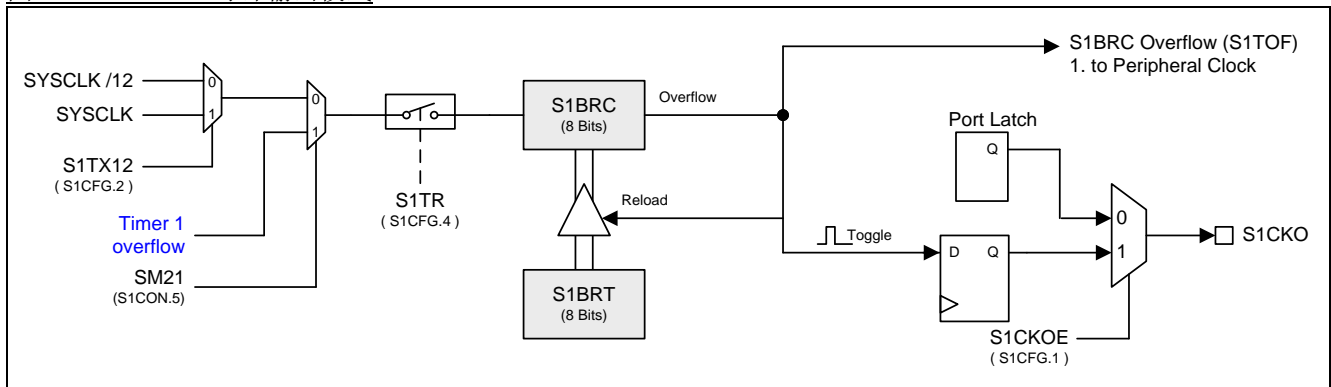 SYSCLK /12
SYSCLK
0
1
S1TX12
( S1CFG.2 )
0
1
Timer 1
overflow
SM21
(S1CON.5)
S1TR
( S1CFG.4 )
S1BRC
(8 Bits)
Overflow
Reload
S1BRT
(8 Bits)
S1BRC Overflow (S1TOF)
1. to Peripheral Clock
Port Latch
Q
Toggle
D Q
0
1
S1CKO
S1CKOE
( S1CFG.1 )